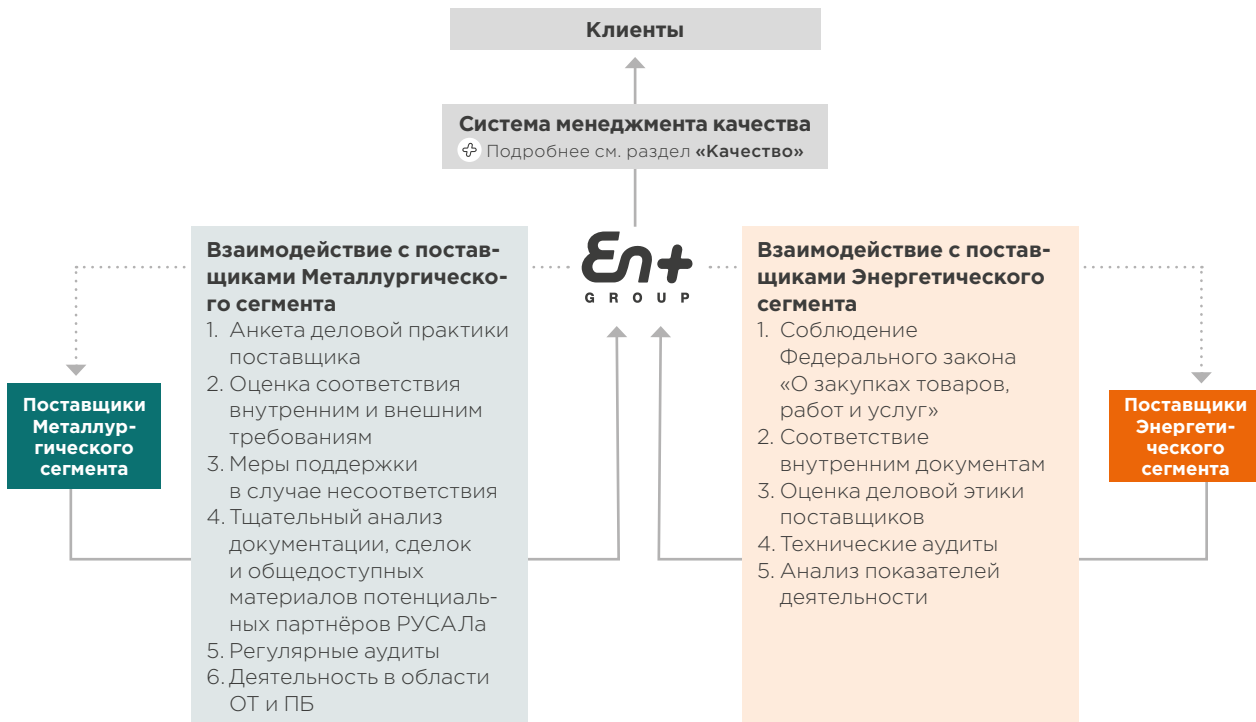 Клиенты
Система менеджмента качества
Подробнее см. раздел «Качество»
En+
GROUP
Взаимодействие с постав-
щиками Металлургическо-
го сегмента
1. Анкета деловой практики
поставщика
2. Оценка соответствия
внутренним и внешним
требованиям
3. Меры поддержки
в случае несоответствия
4. Тщательный анализ
документации, сделок
и общедоступных
материалов потенциаль-
ных партнёров РУСАЛа
5. Регулярные аудиты
6. Деятельность в области
ОТ и ПБ
Взаимодействие с постав-
щиками Энергетического
сегмента
1. Соблюдение
Федерального закона
«О закупках товаров,
работ и услуг»
2. Соответствие
внутренним документам
3. Оценка деловой этики
поставщиков
4. Технические аудиты
5. Анализ показателей
деятельности
Поставщики
Металлур-
гического
сегмента
Поставщики
Энергети-
ческого
сегмента